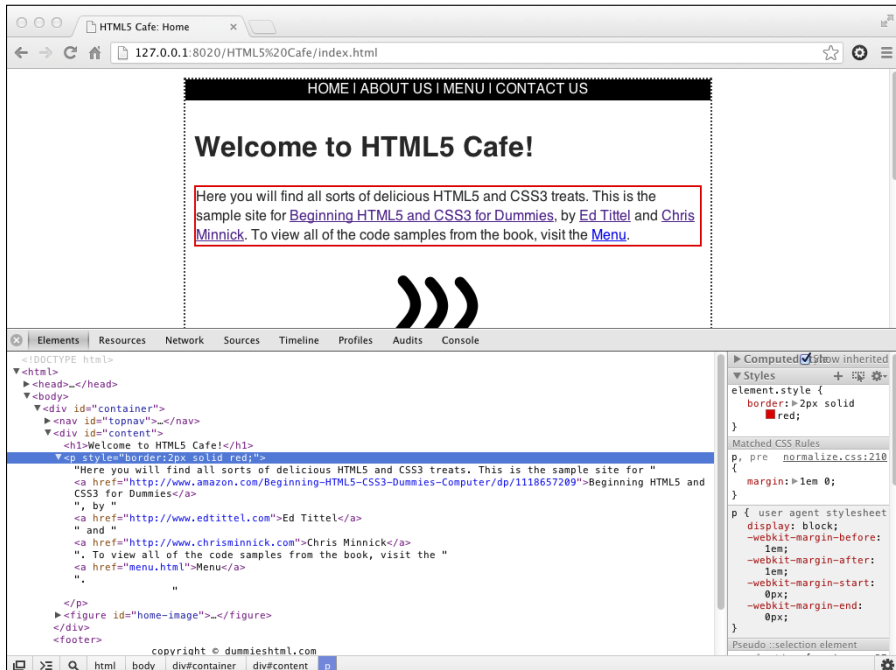 HTML5 Cafe: Home
127.0.0.1:8020/HTML5%20Cafe/index.html
HOME | ABOUT US | MENU | CONTACT US
Welcome to HTML5 Cafe!
Here you will find all sorts of delicious HTML5 and CSS3 treats. This is the
sample site for Beginning HTML5 and CSS3 for Dummies, by Ed Tittel and Chris
Minnick. To view all of the code samples from the book, visit the Menu.
Elements Resources Network Sources Timeline Profiles Audits Console
<!DOCTYPE html>
<html>
<head>…</head>
<body>
<div id="container">
<nav id="topnav">…</nav>
<div id="content">
<h1>Welcome to HTML5 Cafe!</h1>
<p style="border:2px solid red;">
"Here you will find all sorts of delicious HTML5 and CSS3 treats. This is the sample site for "
<a href="http://www.amazon.com/Beginning-HTML5-CSS3-Dummies-Computer/dp/1118657209">Beginning HTML5 and
CSS3 for Dummies</a>
", by "
<a href="http://www.edtittel.com">Ed Tittel</a>
" and "
<a href="http://www.chrisminnick.com">Chris Minnick</a>
". To view all of the code samples from the book, visit the "
<a href="menu.html">Menu</a>
".
"
</p>
<figure id="home-image">…</figure>
</div>
<footer>
copyright © dummieshtml.com
html body div#container div#content p
Computed Style Show inherited
Styles
element.style {
border: 2px solid
red;
}
Matched CSS Rules
p, pre normalize.css:210
{
margin: 1em 0;
}
p { user agent stylesheet
display: block;
-webkit-margin-before:
1em;
-webkit-margin-after:
1em;
-webkit-margin-start:
0px;
-webkit-margin-end:
0px;
}
Pseudo ::selection element